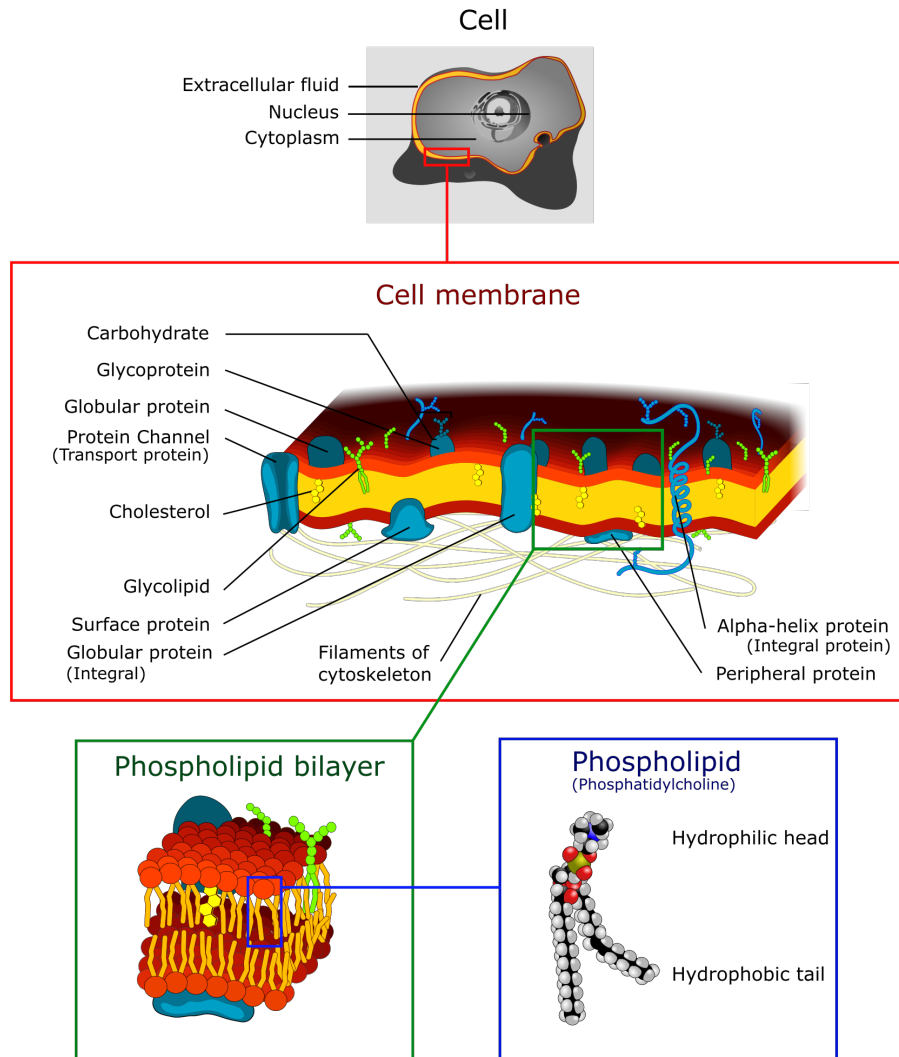 Cell
Extracellular fluid
Nucleus
Cytoplasm
Cell membrane
Carbohydrate
Glycoprotein
Globular protein
Protein Channel
(Transport protein)
Cholesterol
Glycolipid
Surface protein
Globular protein
(Integral)
Filaments of
cytoskeleton
Alpha-helix protein
(Integral protein)
Peripheral protein
Phospholipid bilayer
Phospholipid
(Phosphatidylcholine)
Hydrophilic head
Hydrophobic tail